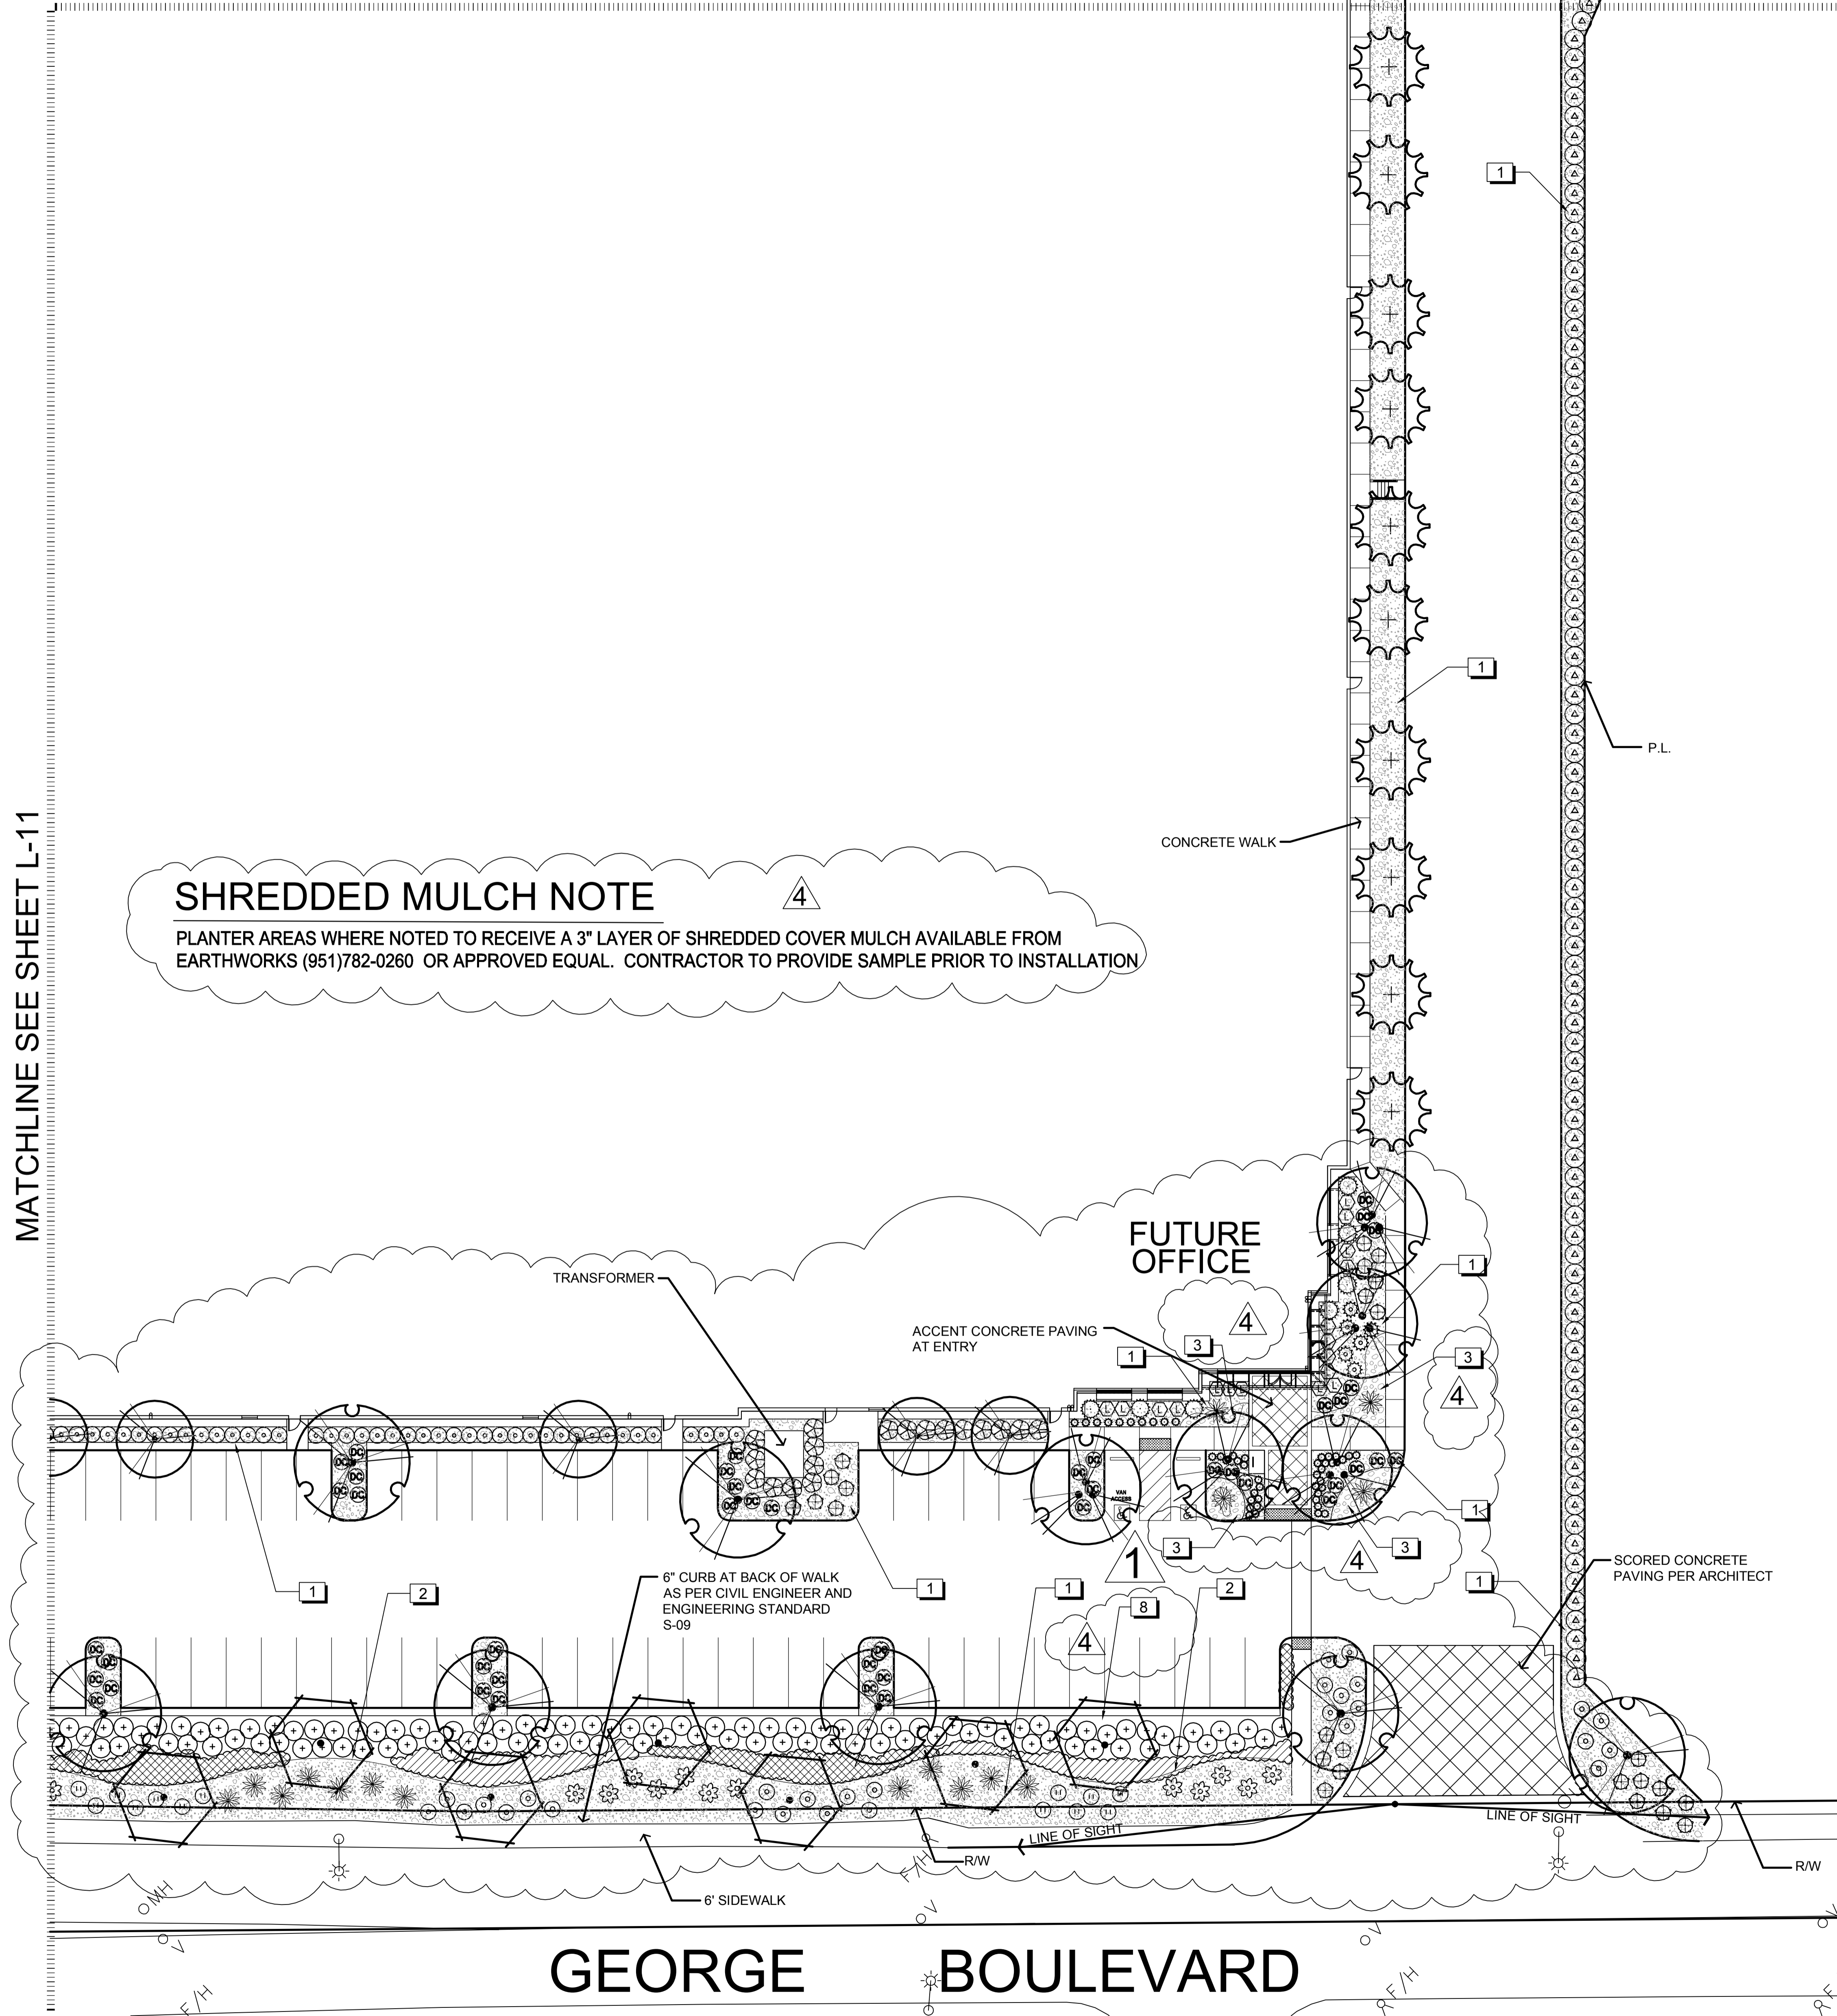 MATCHLINE SEE SHEET L-11
1
1
P.L.
CONCRETE WALK
SHREDDED MULCH NOTE
4
PLANTER AREAS WHERE NOTED TO RECEIVE A 3" LAYER OF SHREDDED COVER MULCH AVAILABLE FROM
EARTHWORKS (951)782-0260 OR APPROVED EQUAL. CONTRACTOR TO PROVIDE SAMPLE PRIOR TO INSTALLATION
FUTURE
OFFICE
TRANSFORMER
1
4
ACCENT CONCRETE PAVING
AT ENTRY
1
3
3
4
VAN
ACCESS
1
3
1
4
3
SCORED CONCRETE
PAVING PER ARCHITECT
6" CURB AT BACK OF WALK
AS PER CIVIL ENGINEER AND
ENGINEERING STANDARD
S-09
1
2
1
1
2
8
4
1
LINE OF SIGHT
LINE OF SIGHT
R/W
R/W
6' SIDEWALK
MH
F/H
V
V
V
V
GEORGE BOULEVARD
F/H
F/H